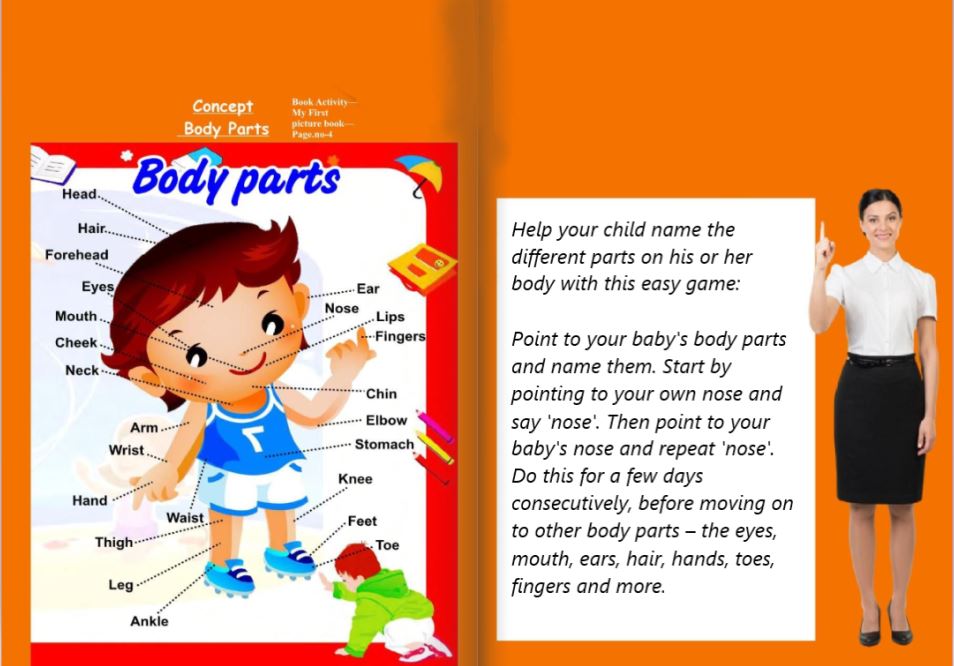 Concept
Body Parts
Book Activity—
My First
picture book—
Page.no-4
Body parts
Head
Hair
Forehead
Eyes
Mouth
Cheek
Neck
Arm
Wrist
Hand
Waist
Thigh
Leg
Ankle
Ear
Nose
Lips
Fingers
Chin
Elbow
Stomach
Knee
Feet
Toe
7
Help your child name the
different parts on his or her
body with this easy game:
Point to your baby's body parts
and name them. Start by
pointing to your own nose and
say 'nose'. Then point to your
baby's nose and repeat 'nose'.
Do this for a few days
consecutively, before moving on
to other body parts – the eyes,
mouth, ears, hair, hands, toes,
fingers and more.